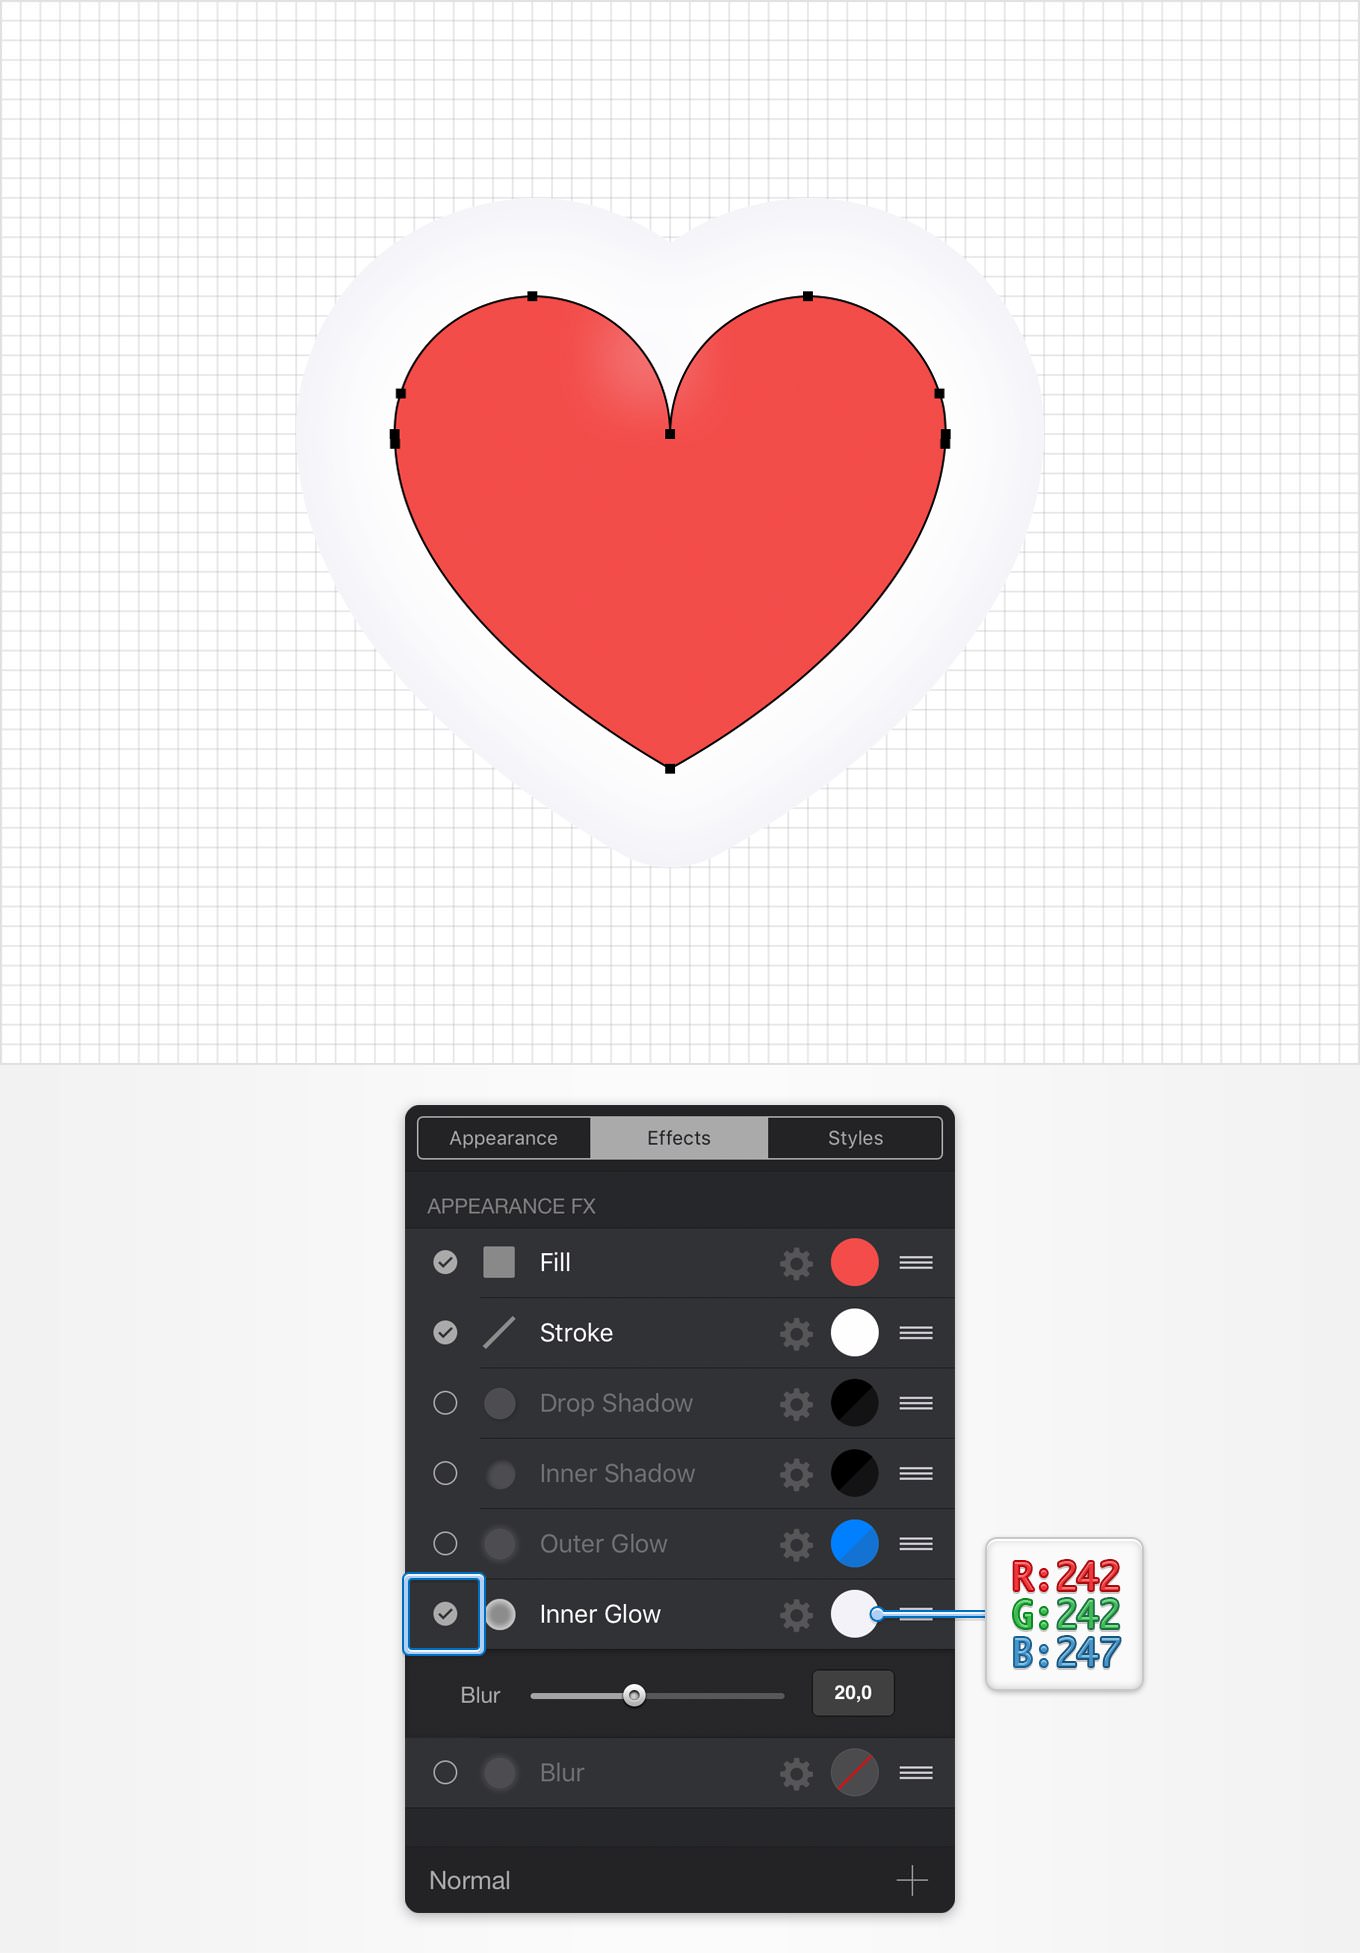 Appearance Effects Styles
APPEARANCE FX
Fill
Stroke
Drop Shadow
Inner Shadow
Outer Glow
Inner Glow
R:242
G:242
B:247
Blur 20,0
Blur
Normal